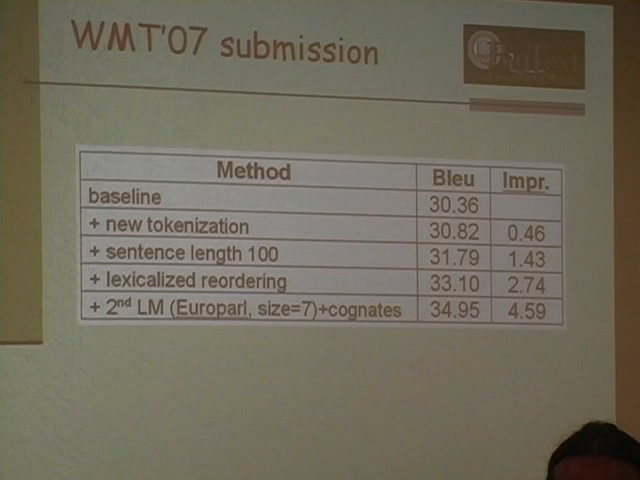 WMT'07 submission
Method Bleu Impr.
baseline 30.36
+ new tokenization 30.82 0.46
+ sentence length 100 31.79 1.43
+ lexicalized reordering 33.10 2.74
+ 2nd LM (Europarl, size=7)+cognates 34.95 4.59